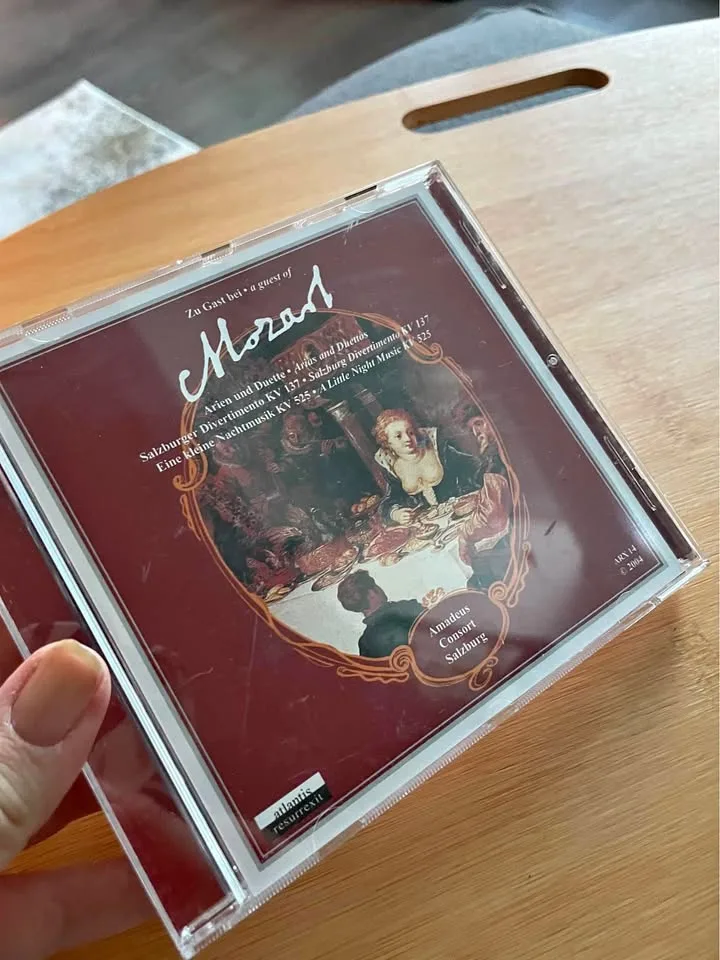 Zu Gast bei • a guest of
Mozart
Arien und Duette • Arias and Duettos
Salzburger Divertimento KV 137 • Salzburg Divertimento KV 137
Eine kleine Nachtmusik KV 525 • A Little Night Music KV 525
ARX 14
© 2004
Amadeus
Consort
Salzburg
atlantis
resurrexit